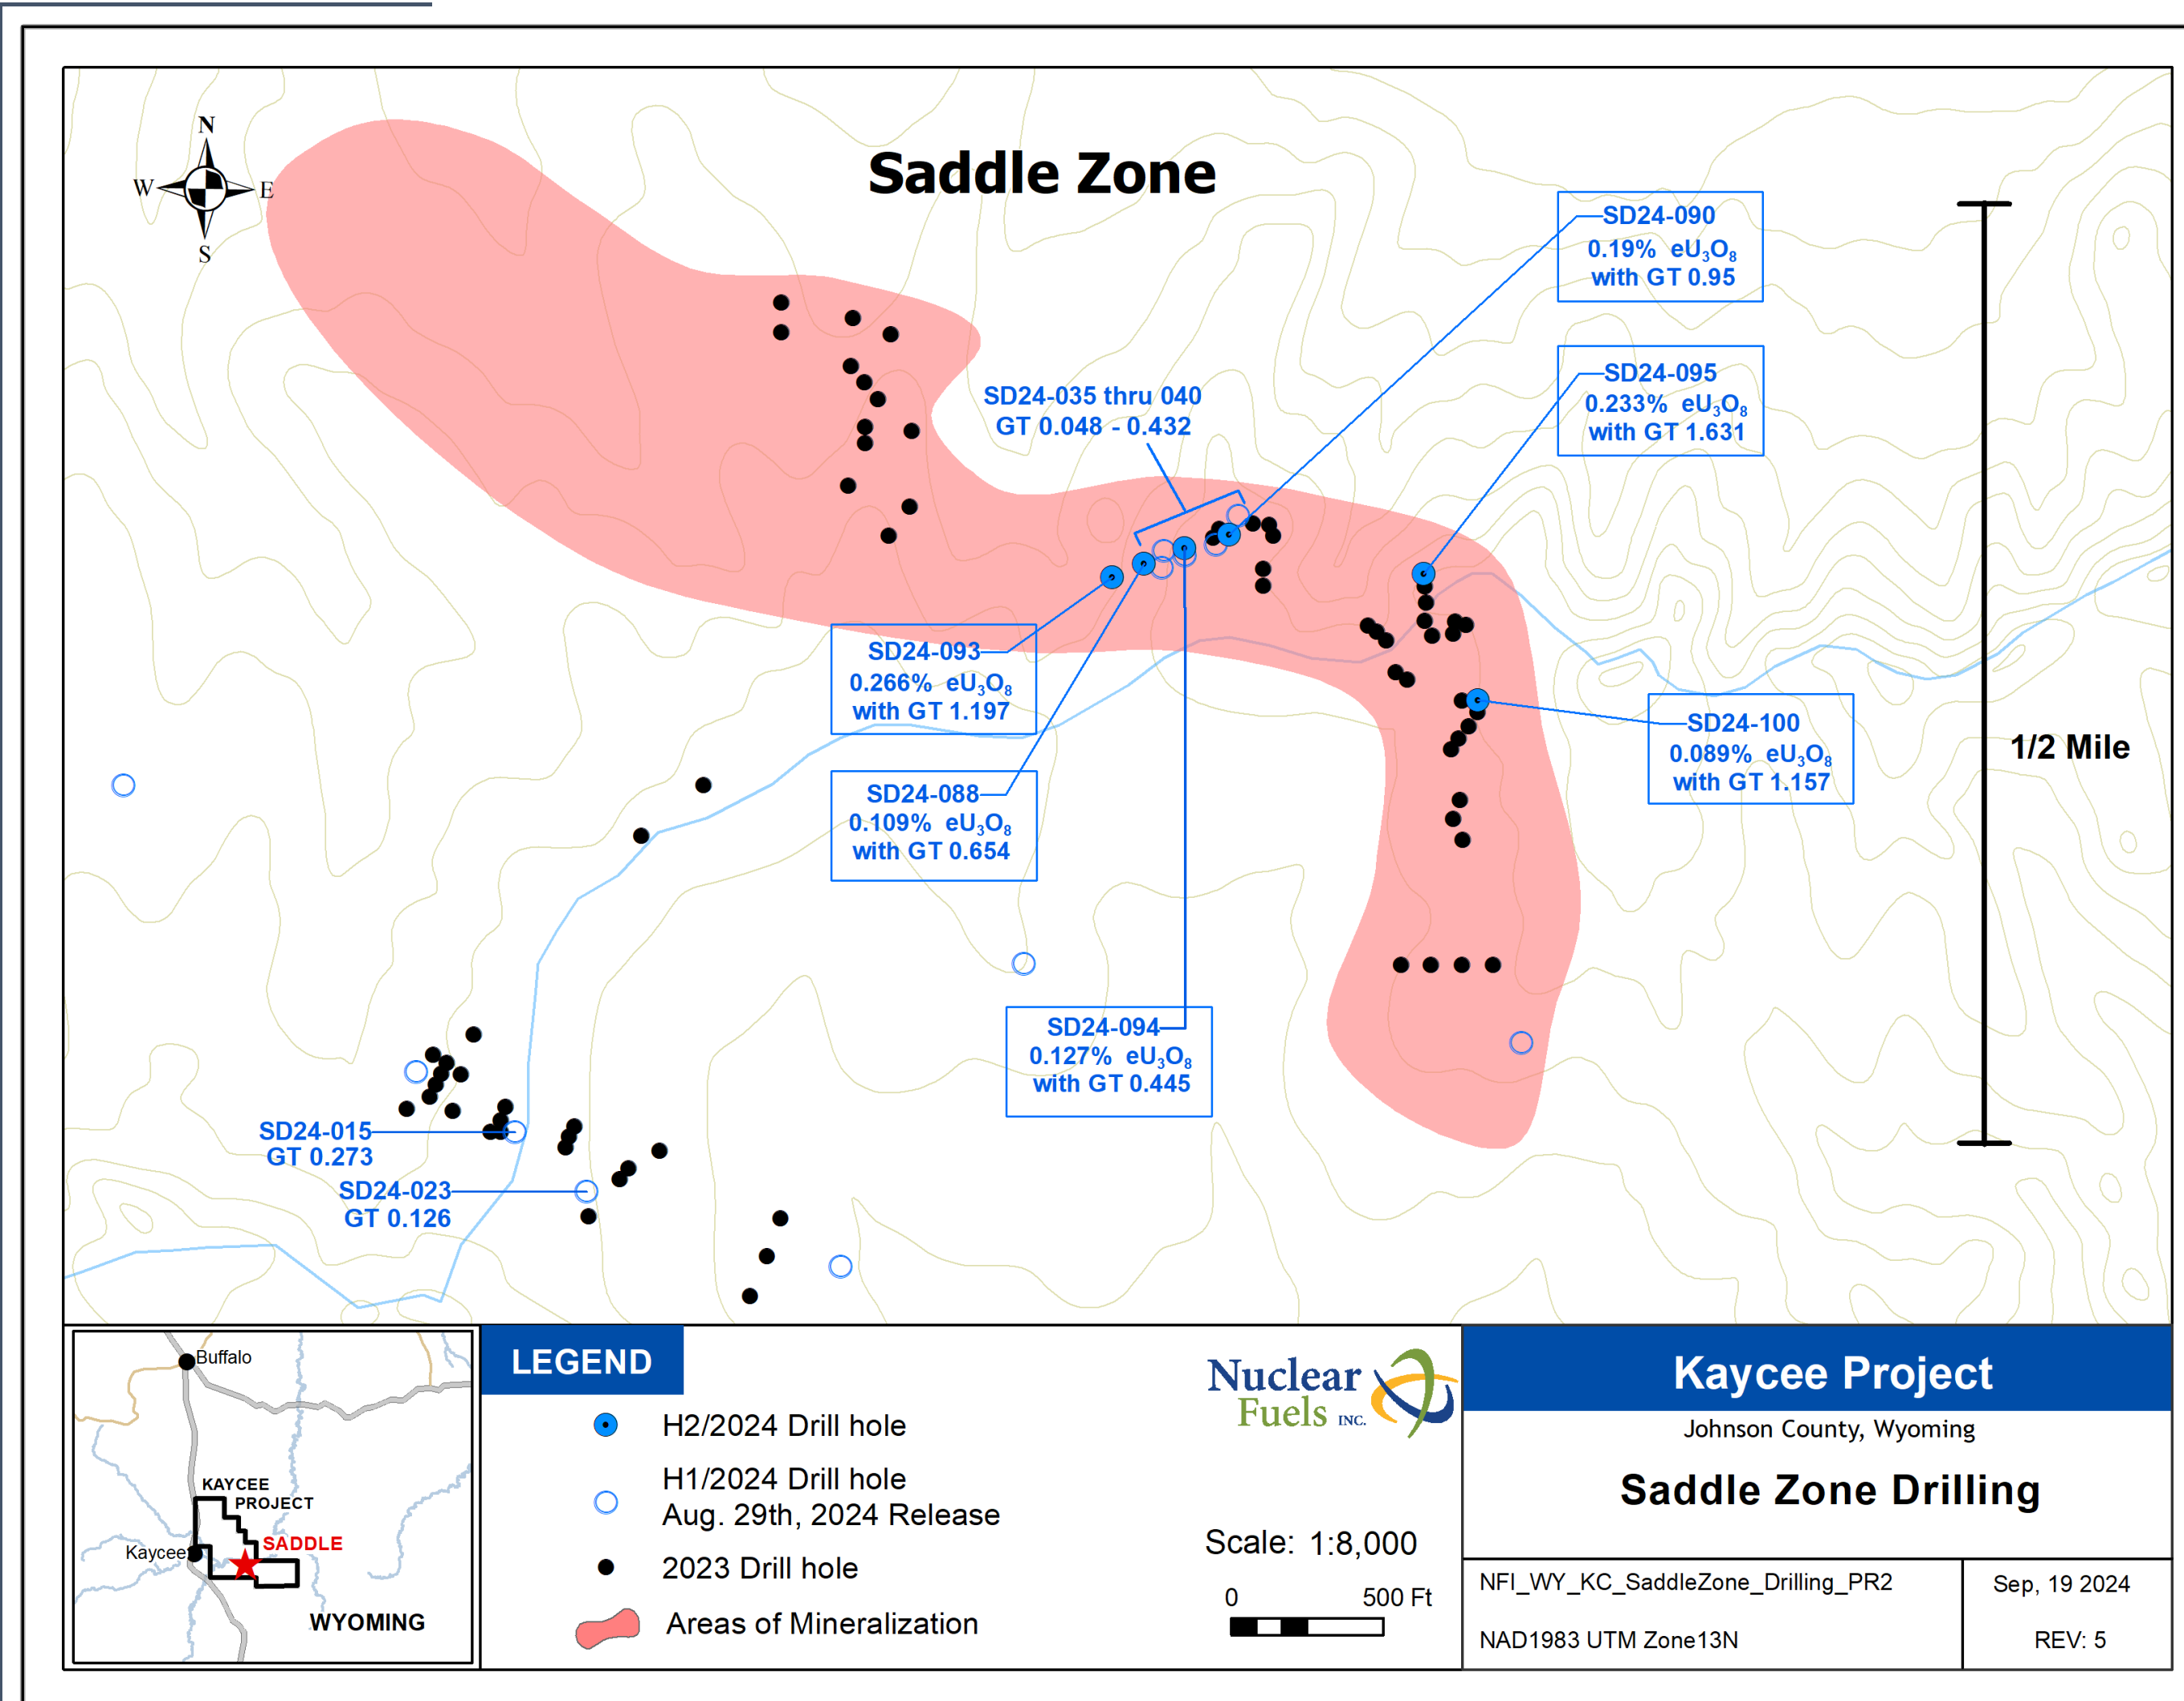 N
W
E
S
Saddle Zone
SD24-090
0.19% eU₃O₈
with GT 0.95
SD24-095
0.233% eU₃O₈
with GT 1.631
SD24-035 thru 040
GT 0.048 - 0.432
SD24-093
0.266% eU₃O₈
with GT 1.197
SD24-100
0.089% eU₃O₈
with GT 1.157
1/2 Mile
SD24-088
0.109% eU₃O₈
with GT 0.654
SD24-094
0.127% eU₃O₈
with GT 0.445
SD24-015
GT 0.273
SD24-023
GT 0.126
Buffalo
KAYCEE
PROJECT
SADDLE
Kaycee
WYOMING
LEGEND
H2/2024 Drill hole
H1/2024 Drill hole
Aug. 29th, 2024 Release
2023 Drill hole
Areas of Mineralization
Nuclear
Fuels INC.
Scale: 1:8,000
0 500 Ft
Kaycee Project
Johnson County, Wyoming
Saddle Zone Drilling
NFI_WY_KC_SaddleZone_Drilling_PR2
Sep, 19 2024
NAD1983 UTM Zone13N
REV: 5